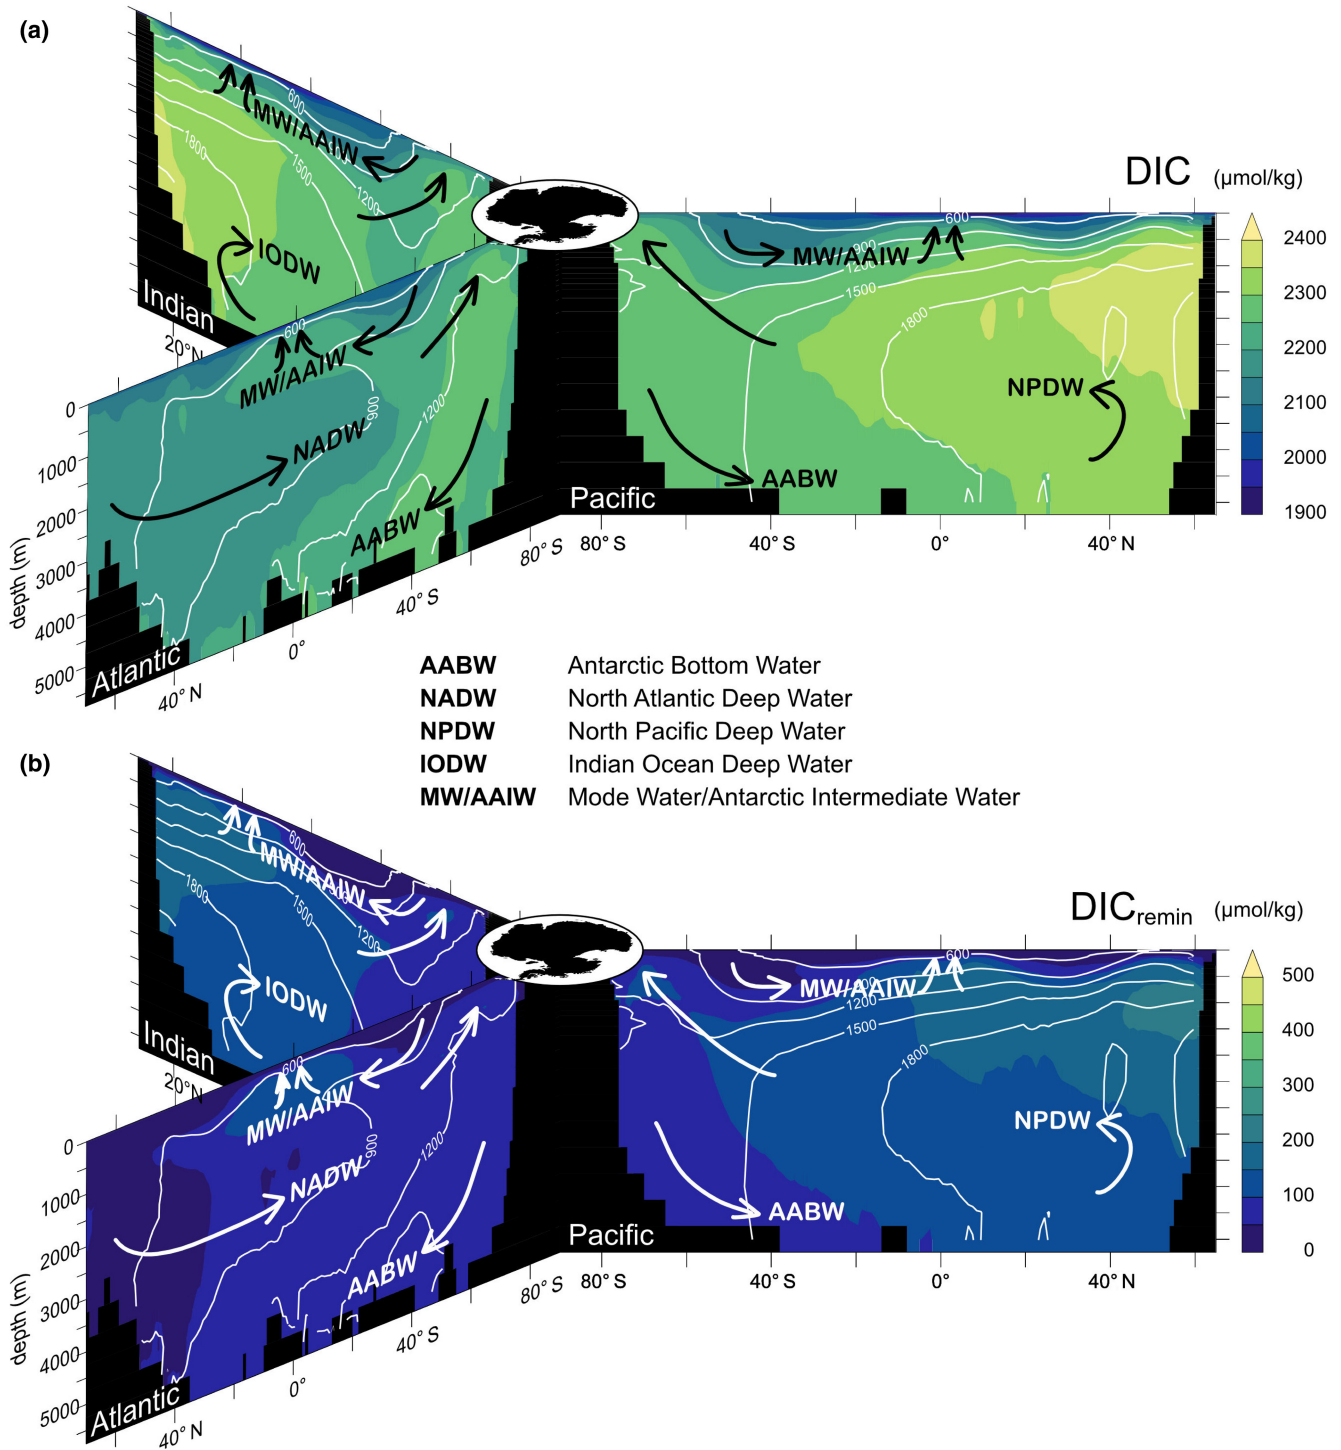 (a)
600
MW/AAIW
1800
1500
1200
IODW
Indian
20°N
DIC (µmol/kg)
2400
2300
2200
2100
2000
1900
600
MW/AAIW
900
1200
1500
1800
NPDW
AABW
Pacific
80° S 40° S 0° 40° N
600
MW/AAIW
900
1200
NADW
AABW
0
1000
2000
3000
4000
5000
depth (m)
Atlantic
80° S
40° S
0°
40° N
AABW Antarctic Bottom Water
NADW North Atlantic Deep Water
NPDW North Pacific Deep Water
IODW Indian Ocean Deep Water
MW/AAIW Mode Water/Antarctic Intermediate Water
(b)
600
MW/AAIW
1800
1500
1200
IODW
Indian
20°N
DICremin (µmol/kg)
500
400
300
200
100
0
600
MW/AAIW
900
1200
1500
1800
NPDW
AABW
Pacific
80° S 40° S 0° 40° N
600
MW/AAIW
900
1200
NADW
AABW
0
1000
2000
3000
4000
5000
depth (m)
Atlantic
80° S
40° S
0°
40° N